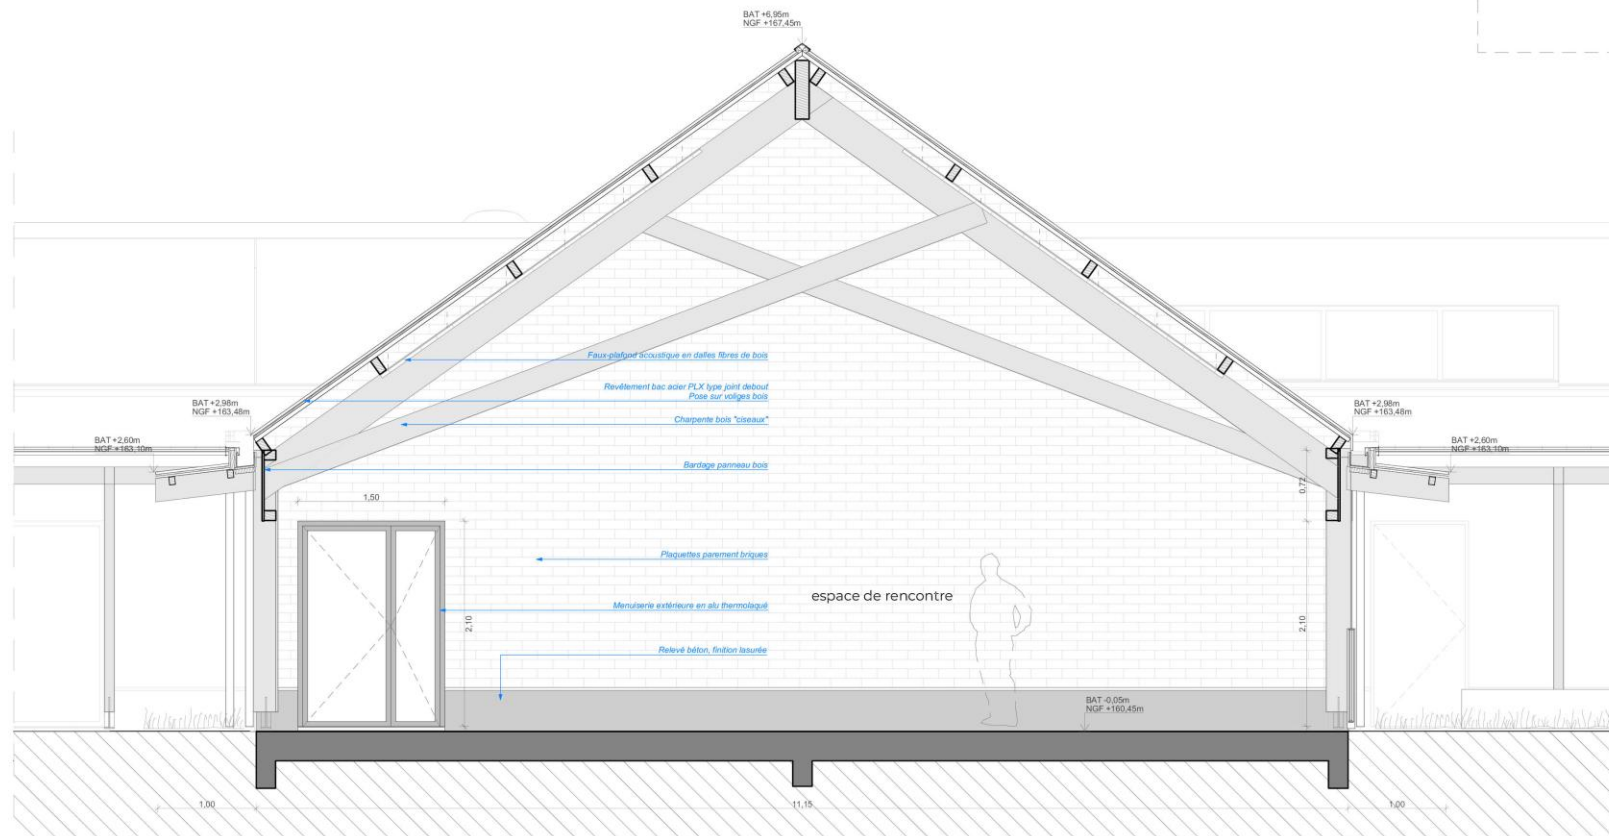 BAT +6,95m
NGF +167,45m
Faux-plafond acoustique en dalles fibres de bois
Revêtement bac acier PLX type joint debout
Pose sur voliges bois
Charpente bois "ciseaux"
BAT +2,98m
NGF +163,48m
BAT +2,98m
NGF +163,48m
BAT +2,60m
NGF +163,10m
BAT +2,60m
NGF +163,10m
Bardage panneau bois
0,72
1,50
Plaquettes parement briques
espace de rencontre
Menuiserie extérieure en alu thermolaqué
2,10
2,10
Relevé béton, finition lasurée
BAT -0,05m
NGF +160,45m
1,00
11,15
1,00